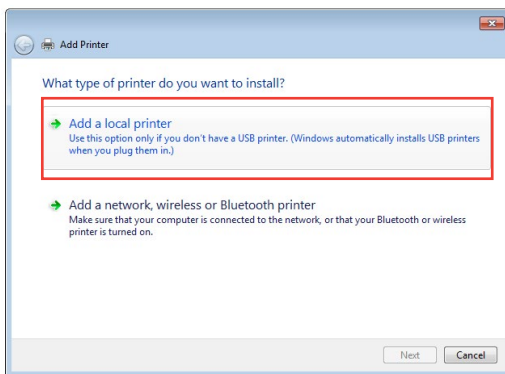 Add Printer
What type of printer do you want to install?
Add a local printer
Use this option only if you don't have a USB printer. (Windows automatically installs USB printers
when you plug them in.)
Add a network, wireless or Bluetooth printer
Make sure that your computer is connected to the network, or that your Bluetooth or wireless
printer is turned on.
Next Cancel